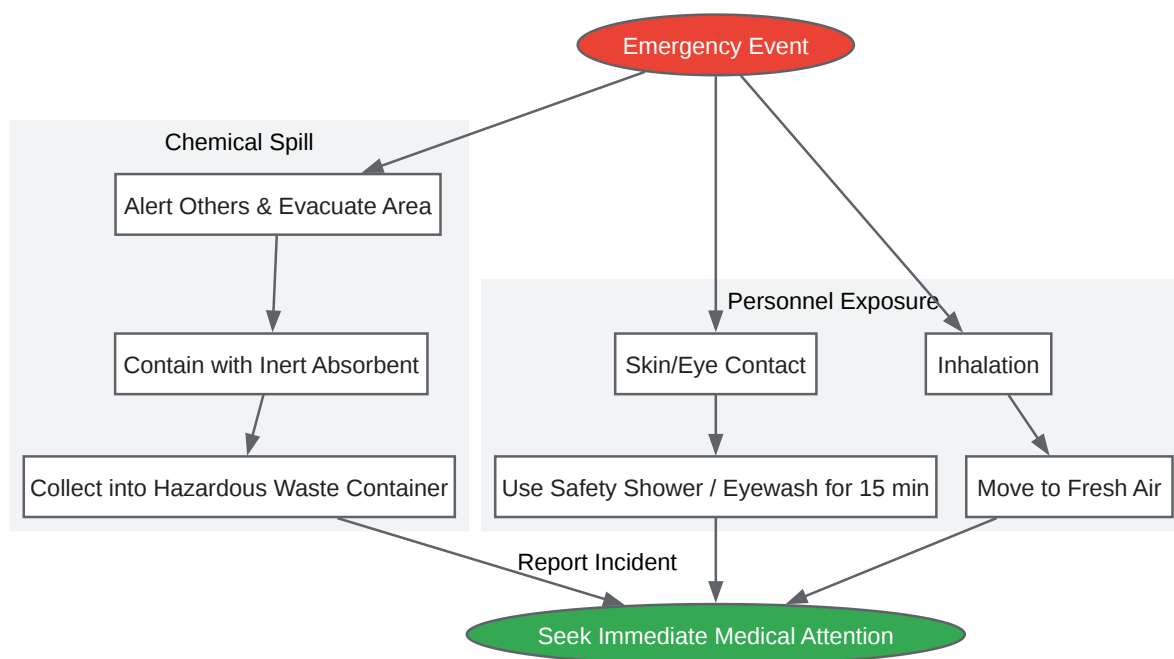 Emergency Event
Chemical Spill
Alert Others & Evacuate Area
Personnel Exposure
Contain with Inert Absorbent
Skin/Eye Contact
Inhalation
Collect into Hazardous Waste Container
Use Safety Shower / Eyewash for 15 min
Move to Fresh Air
Report Incident
Seek Immediate Medical Attention